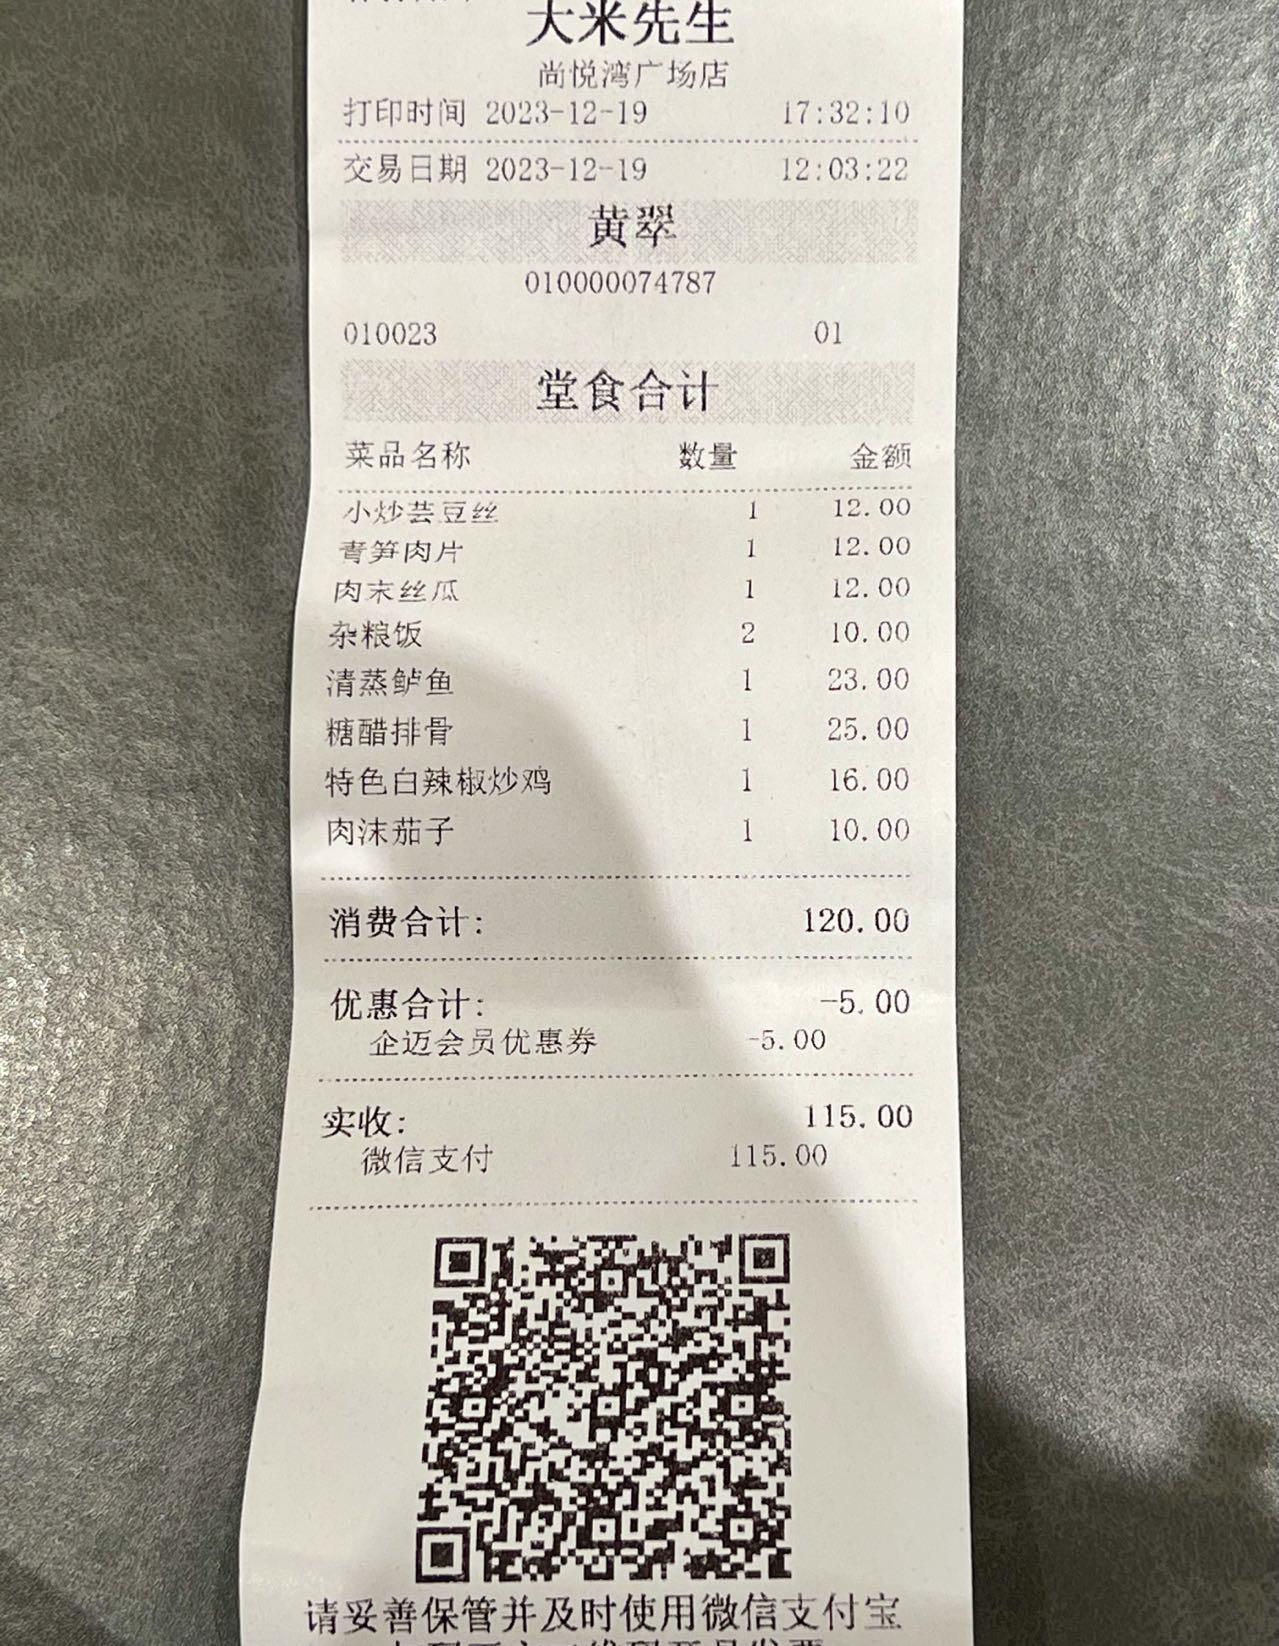 大米先生
尚悦湾广场店
打印时间 2023-12-19 17:32:10
交易日期 2023-12-19 12:03:22
黄翠
010000074787
010023 01
堂食合计
菜品名称 数量 金额
小炒芸豆丝 1 12.00
青笋肉片 1 12.00
肉末丝瓜 1 12.00
杂粮饭 2 10.00
清蒸鲈鱼 1 23.00
糖醋排骨 1 25.00
特色白辣椒炒鸡 1 16.00
肉沫茄子 1 10.00
消费合计: 120.00
优惠合计: -5.00
企迈会员优惠券 -5.00
实收: 115.00
微信支付 115.00
请妥善保管并及时使用微信支付宝